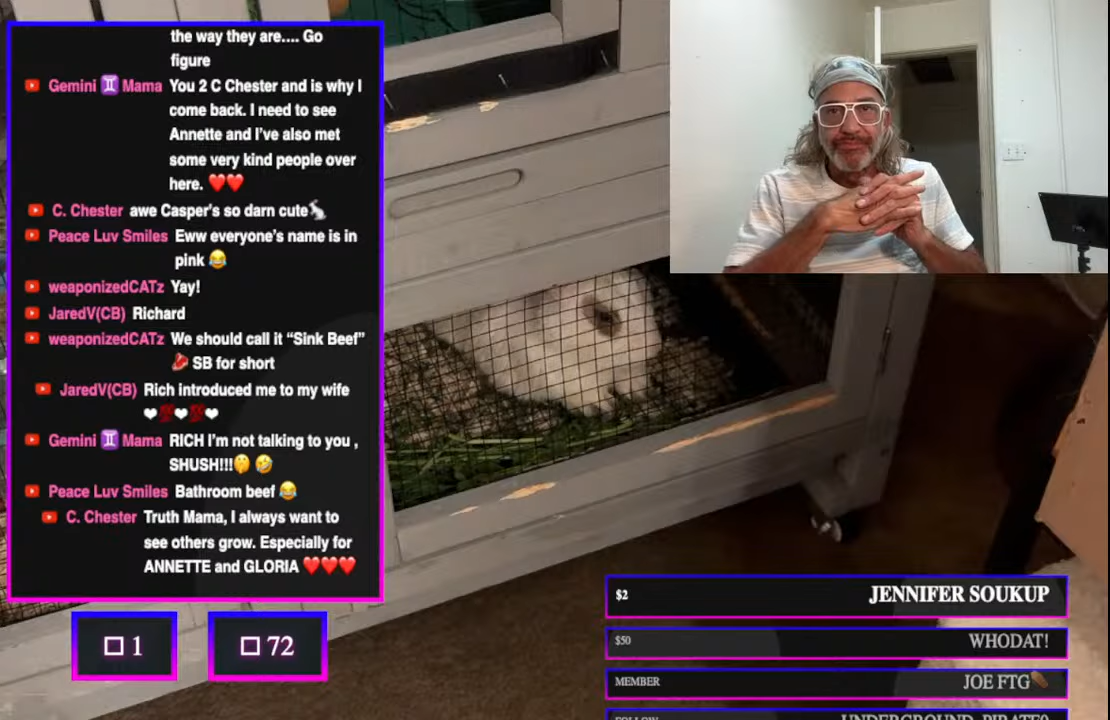 the way they are.... Go
figure
Gemini ♊ Mama You 2 C Chester and is why I
come back. I need to see
Annette and I've also met
some very kind people over
here. ❤️❤️
C. Chester awe Casper's so darn cute🐇
Peace Luv Smiles Eww everyone's name is in
pink 😂
weaponizedCATz Yay!
JaredV(CB) Richard
weaponizedCATz We should call it “Sink Beef”
🥩 SB for short
JaredV(CB) Rich introduced me to my wife
❤💯❤💯❤
Gemini ♊ Mama RICH I'm not talking to you ,
SHUSH!!!🤫 🤣
Peace Luv Smiles Bathroom beef 😂
C. Chester Truth Mama, I always want to
see others grow. Especially for
ANNETTE and GLORIA ❤️❤️❤️
1
72
$2 JENNIFER SOUKUP
$50 WHODAT!
MEMBER JOE FTG⚰️